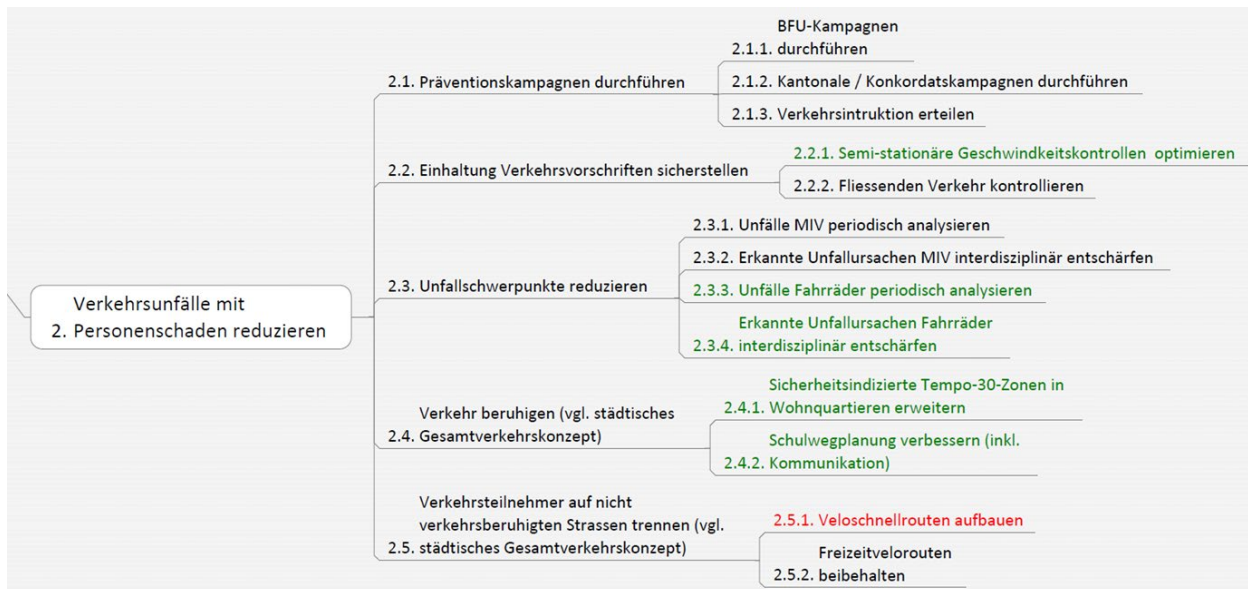 BFU-Kampagnen
2.1.1. durchführen
2.1. Präventionskampagnen durchführen
2.1.2. Kantonale / Konkordatskampagnen durchführen
2.1.3. Verkehrsintruktion erteilen
2.2.1. Semi-stationäre Geschwindkeitskontrollen optimieren
2.2. Einhaltung Verkehrsvorschriften sicherstellen
2.2.2. Fliessenden Verkehr kontrollieren
2.3.1. Unfälle MIV periodisch analysieren
2.3.2. Erkannte Unfallursachen MIV interdisziplinär entschärfen
2.3. Unfallschwerpunkte reduzieren
2.3.3. Unfälle Fahrräder periodisch analysieren
Erkannte Unfallursachen Fahrräder
2.3.4. interdisziplinär entschärfen
Verkehrsunfälle mit
2. Personenschaden reduzieren
Sicherheitsindizierte Tempo-30-Zonen in
2.4.1. Wohnquartieren erweitern
Verkehr beruhigen (vgl. städtisches
2.4. Gesamtverkehrskonzept)
Schulwegplanung verbessern (inkl.
2.4.2. Kommunikation)
Verkehrsteilnehmer auf nicht
verkehrsberuhigten Strassen trennen (vgl.
2.5. städtisches Gesamtverkehrskonzept)
2.5.1. Veloschnellrouten aufbauen
Freizeitvelorouten
2.5.2. beibehalten